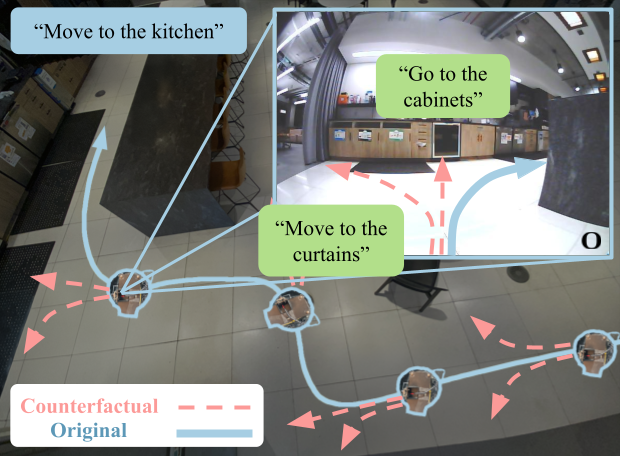 “Move to the kitchen”
“Go to the
cabinets”
“Move to the
curtains”
O
Counterfactual
Original